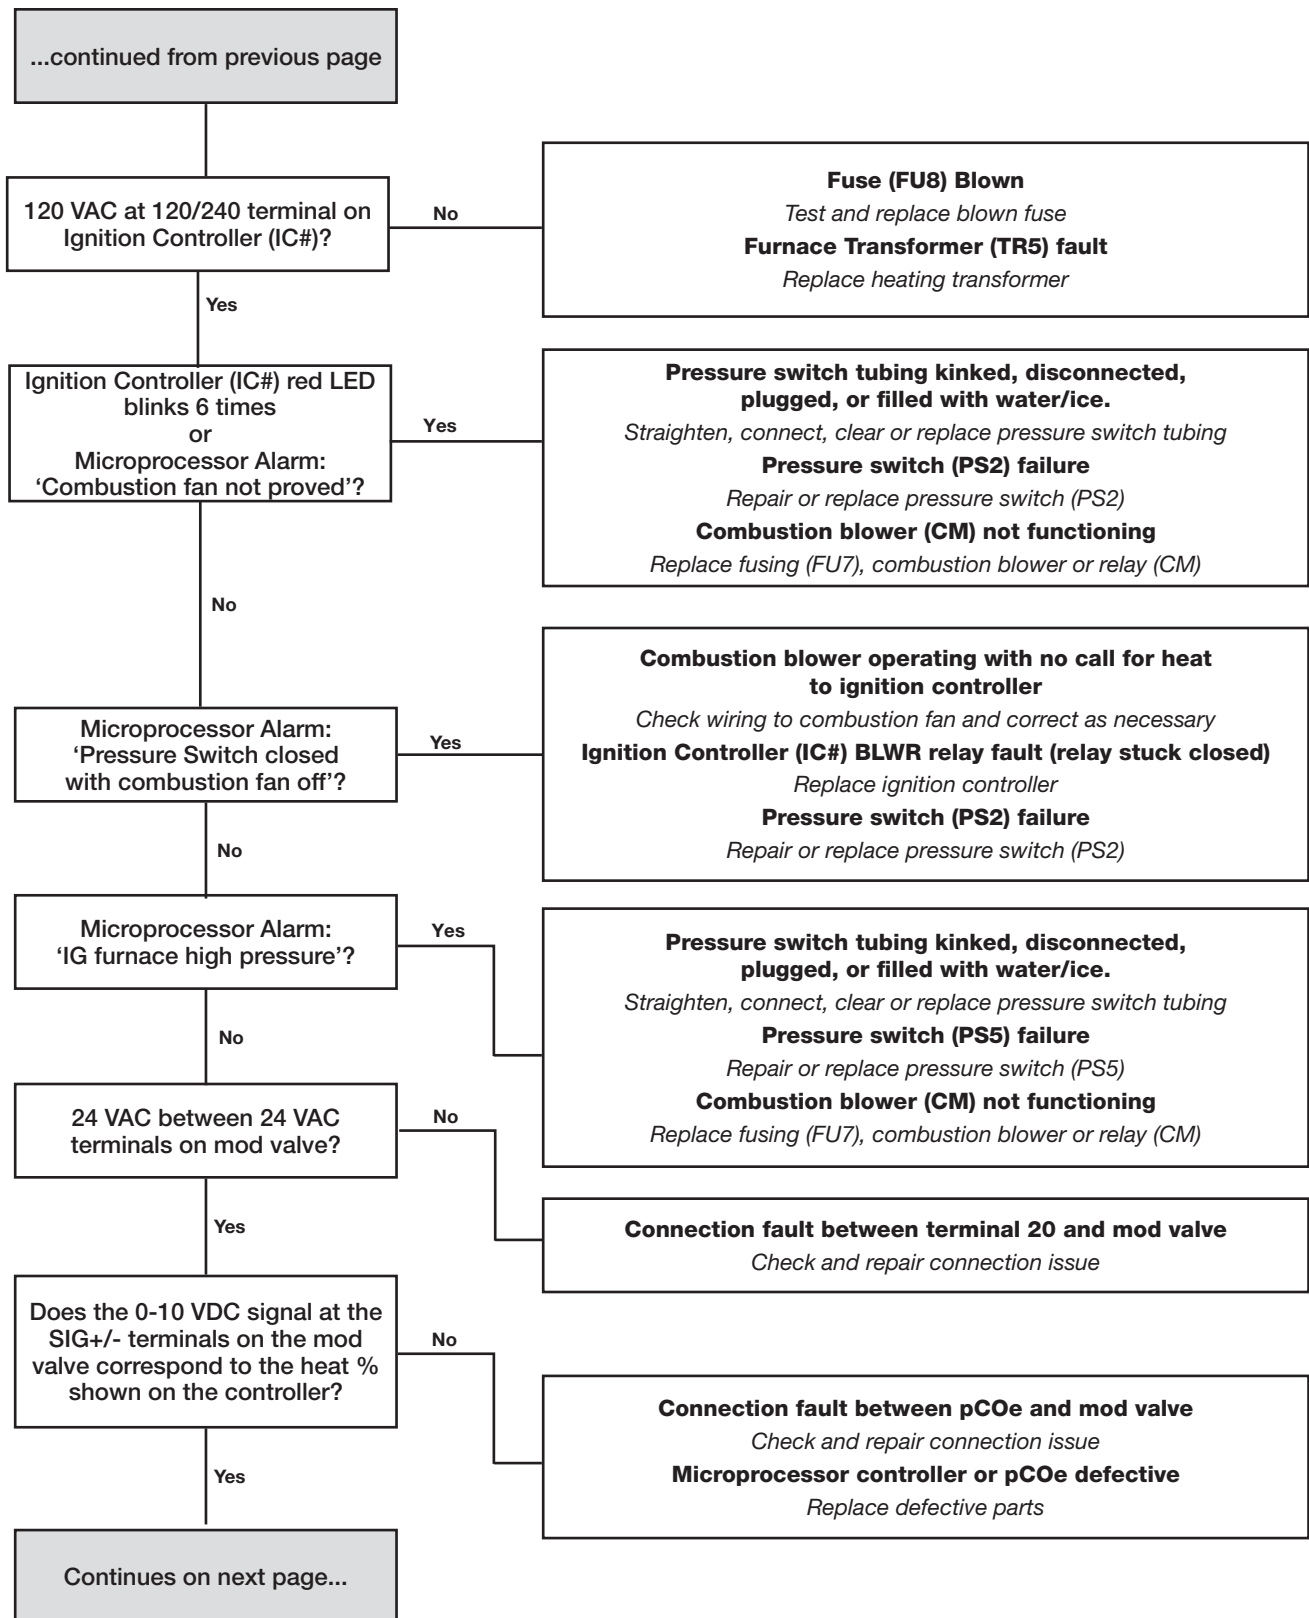 ...continued from previous page
120 VAC at 120/240 terminal on
Ignition Controller (IC#)?
No
Fuse (FU8) Blown
Test and replace blown fuse
Furnace Transformer (TR5) fault
Replace heating transformer
Yes
Ignition Controller (IC#) red LED
blinks 6 times
or
Microprocessor Alarm:
‘Combustion fan not proved’?
Yes
Pressure switch tubing kinked, disconnected,
plugged, or filled with water/ice.
Straighten, connect, clear or replace pressure switch tubing
Pressure switch (PS2) failure
Repair or replace pressure switch (PS2)
Combustion blower (CM) not functioning
Replace fusing (FU7), combustion blower or relay (CM)
No
Microprocessor Alarm:
‘Pressure Switch closed
with combustion fan off’?
Yes
Combustion blower operating with no call for heat
to ignition controller
Check wiring to combustion fan and correct as necessary
Ignition Controller (IC#) BLWR relay fault (relay stuck closed)
Replace ignition controller
Pressure switch (PS2) failure
Repair or replace pressure switch (PS2)
No
Microprocessor Alarm:
‘IG furnace high pressure’?
Yes
Pressure switch tubing kinked, disconnected,
plugged, or filled with water/ice.
Straighten, connect, clear or replace pressure switch tubing
Pressure switch (PS5) failure
Repair or replace pressure switch (PS5)
Combustion blower (CM) not functioning
Replace fusing (FU7), combustion blower or relay (CM)
No
24 VAC between 24 VAC
terminals on mod valve?
No
Connection fault between terminal 20 and mod valve
Check and repair connection issue
Yes
Does the 0-10 VDC signal at the
SIG+/- terminals on the mod
valve correspond to the heat %
shown on the controller?
No
Connection fault between pCOe and mod valve
Check and repair connection issue
Microprocessor controller or pCOe defective
Replace defective parts
Yes
Continues on next page...